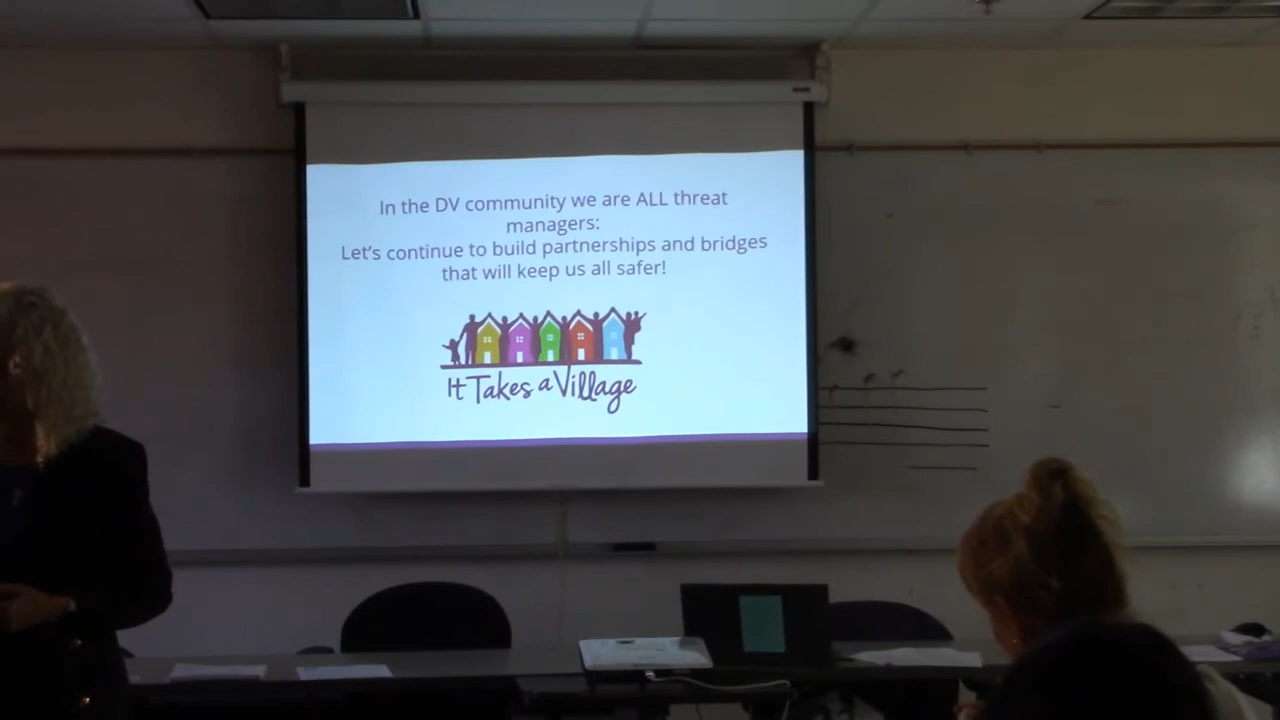 In the DV community we are ALL threat
managers:
Let's continue to build partnerships and bridges
that will keep us all safer!
It Takes a Village